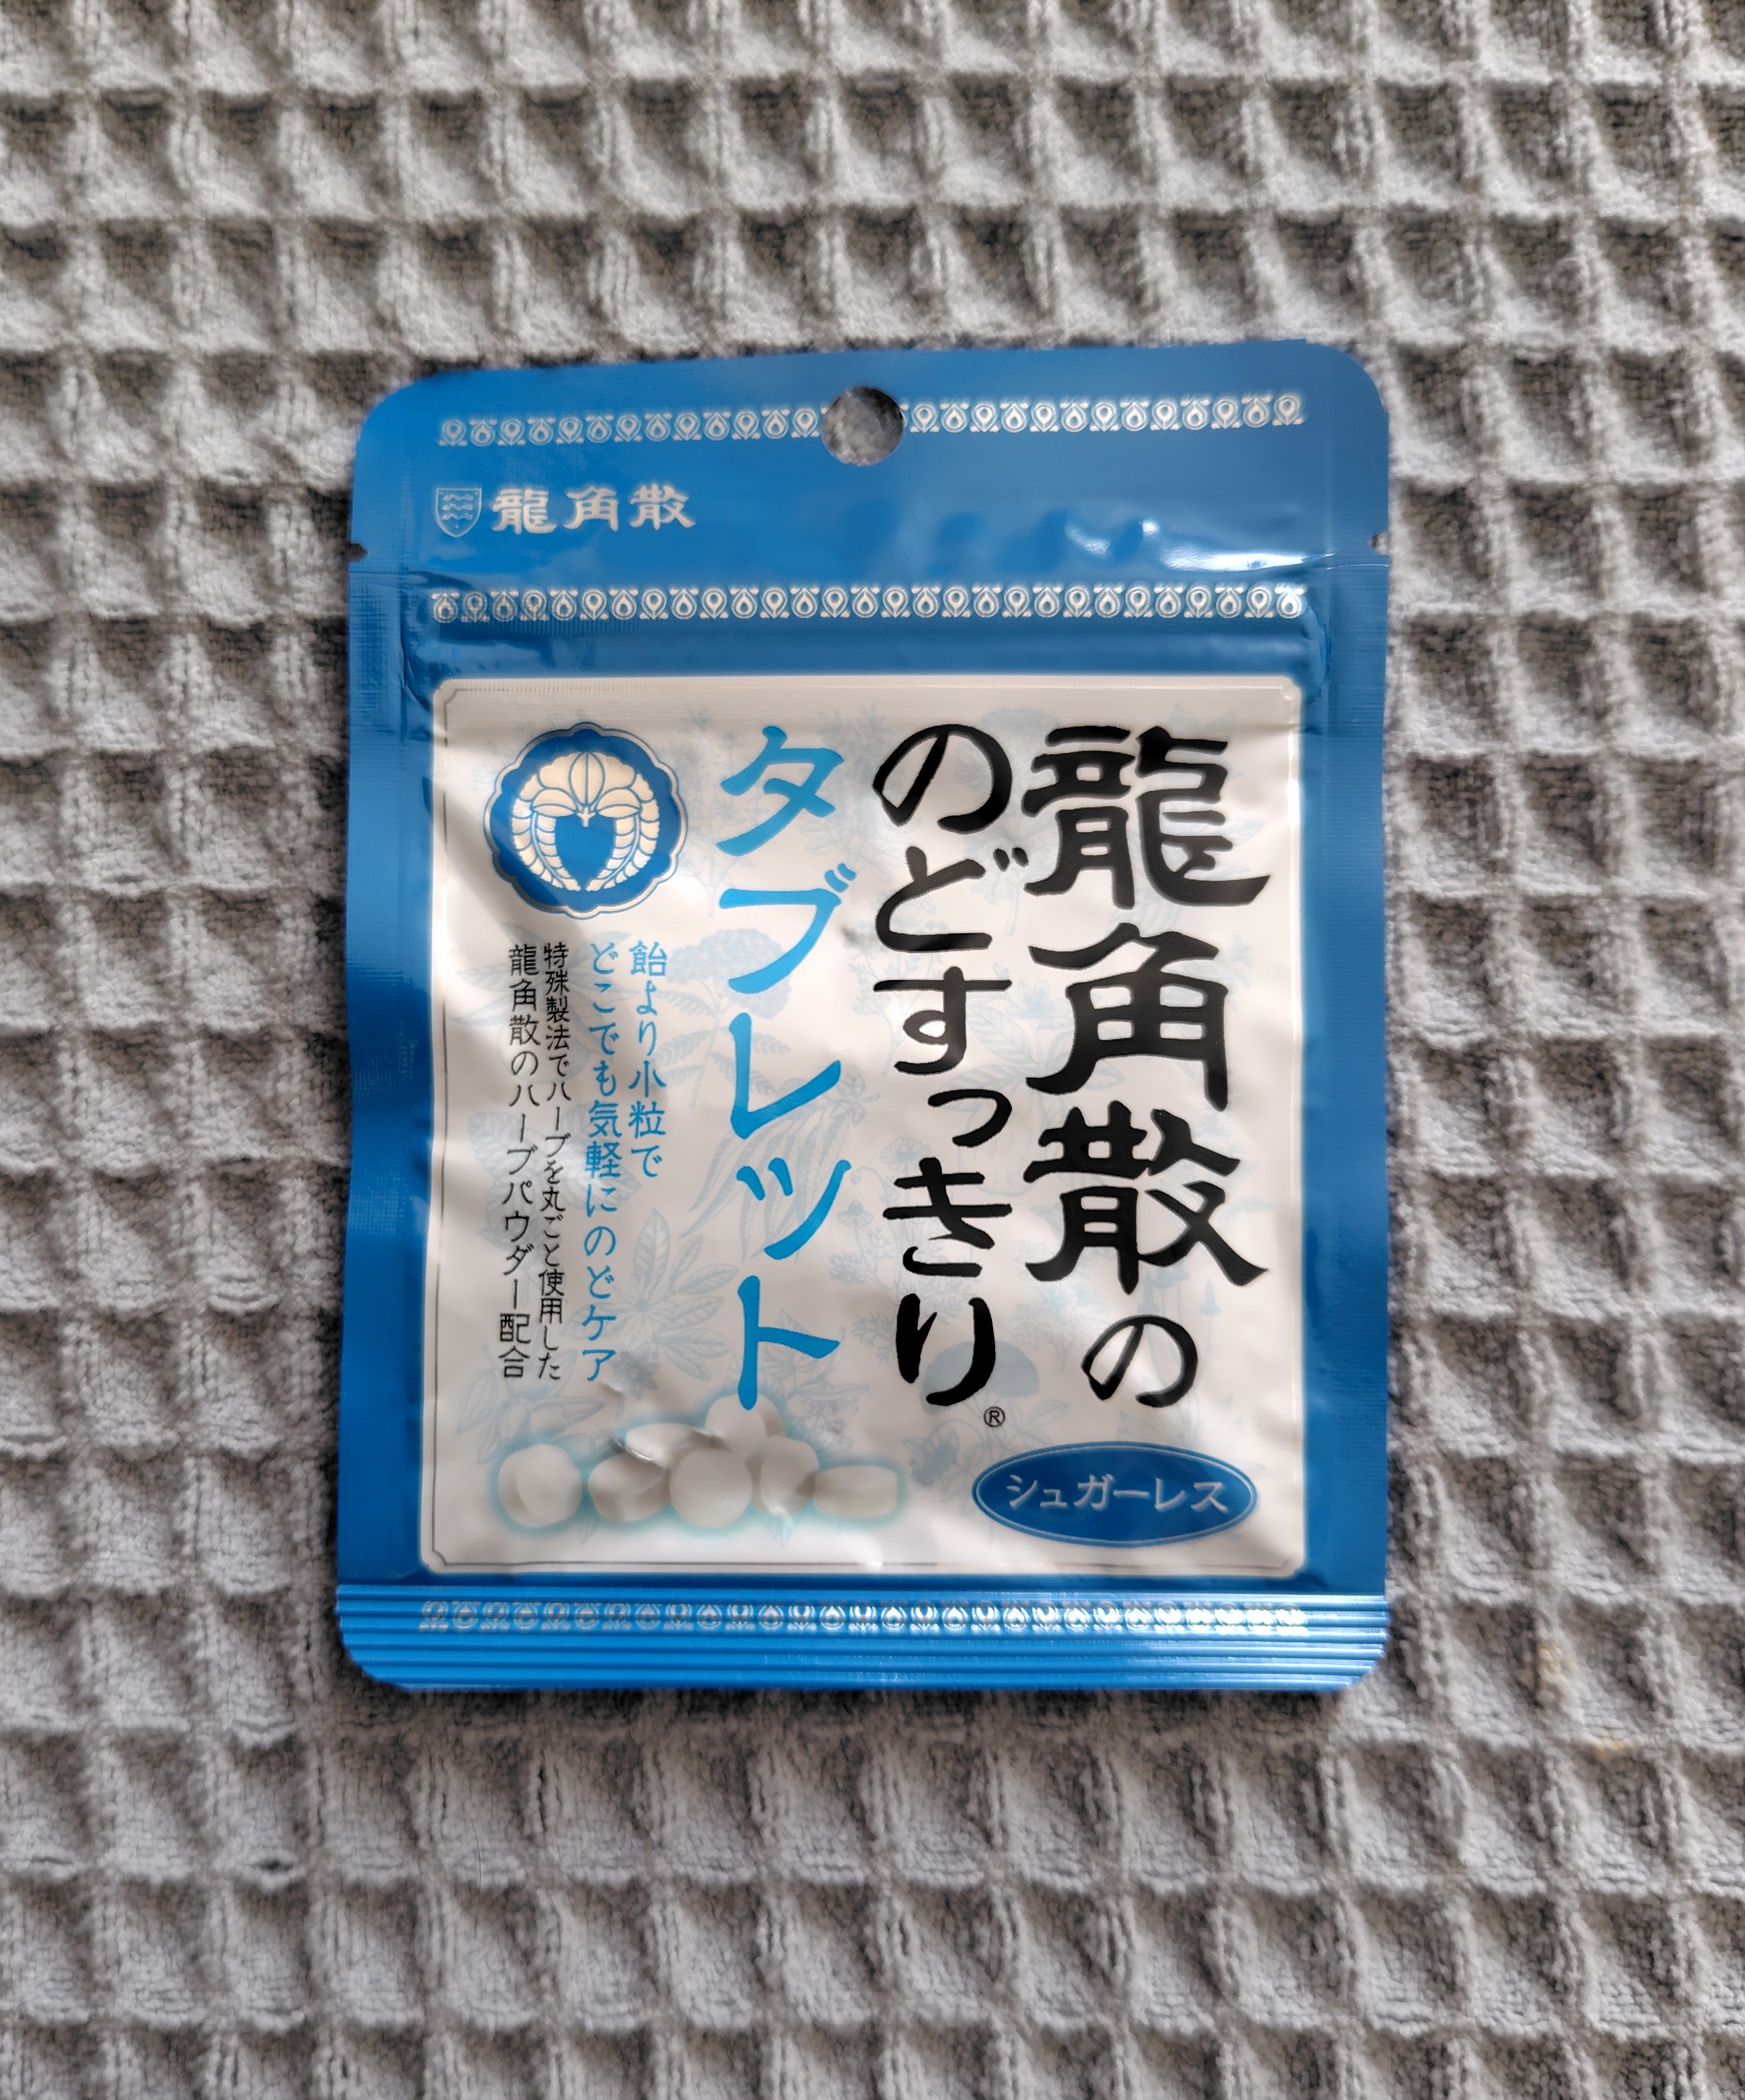 龍角散
龍角散の
のどすっきり®
タブレット
飴より小粒で
どこでも気軽にのどケア
特殊製法でハーブを丸ごと使用した
龍角散のハーブパウダー配合
シュガーレス